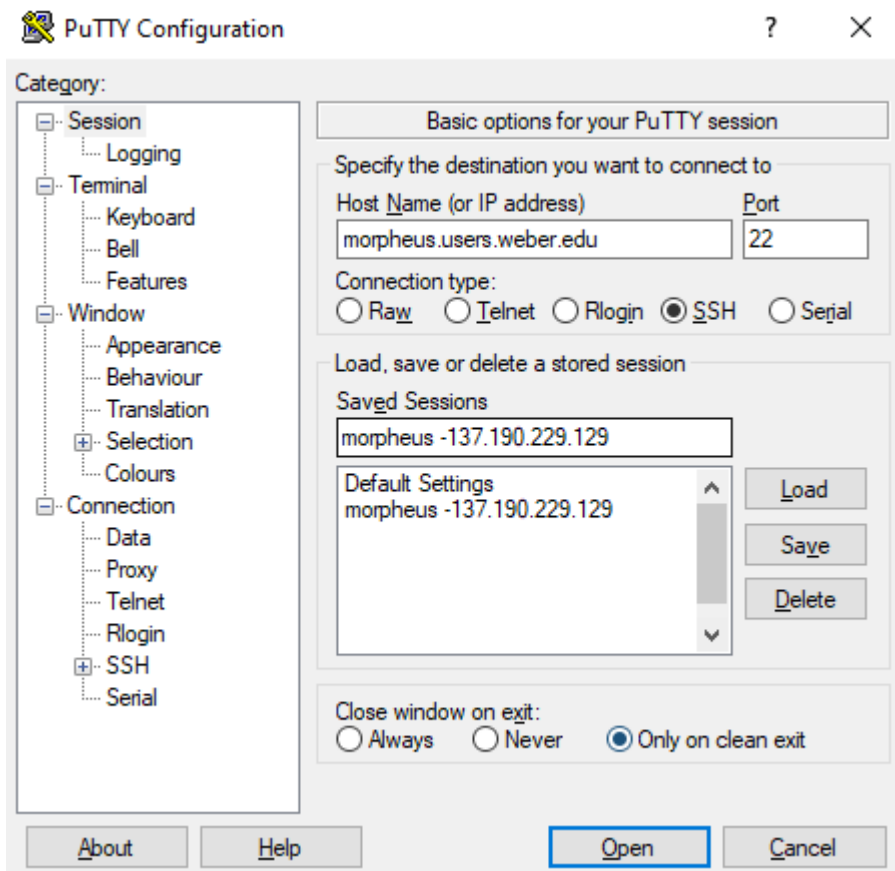 PuTTY Configuration
?
Category:
Session
Logging
Terminal
Keyboard
Bell
Features
Window
Appearance
Behaviour
Translation
Selection
Colours
Connection
Data
Proxy
Telnet
Rlogin
SSH
Serial
Basic options for your PuTTY session
Specify the destination you want to connect to
Host Name (or IP address) Port
morpheus.users.weber.edu 22
Connection type:
Raw Telnet Rlogin SSH Serial
Load, save or delete a stored session
Saved Sessions
morpheus -137.190.229.129
Default Settings
morpheus -137.190.229.129
Load
Save
Delete
Close window on exit:
Always Never Only on clean exit
About Help Open Cancel